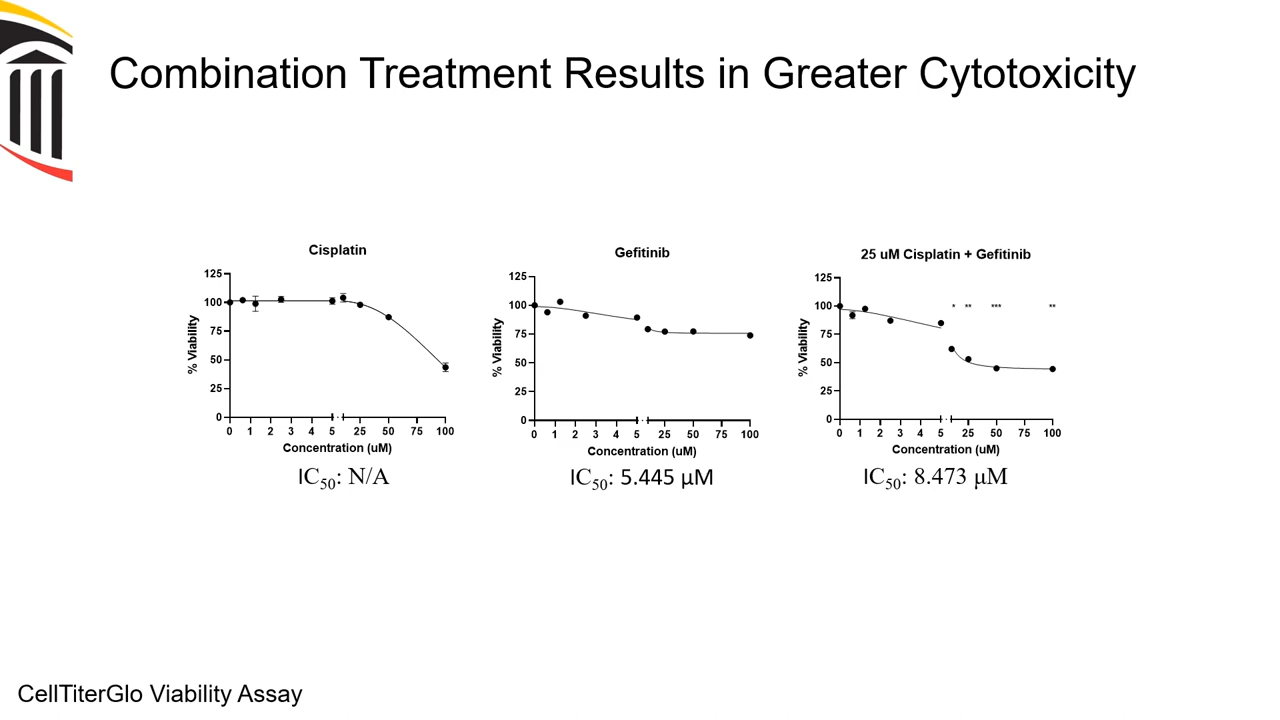 Combination Treatment Results in Greater Cytotoxicity
Cisplatin
125
100
75
50
25
0
% Viability
0 1 2 3 4 5 25 50 75 100
Concentration (uM)
IC50: N/A
Gefitinib
125
100
75
50
25
0
% Viability
0 1 2 3 4 5 25 50 75 100
Concentration (uM)
IC50: 5.445 μM
25 uM Cisplatin + Gefitinib
125
100
75
50
25
0
% Viability
* ** *** **
0 1 2 3 4 5 25 50 75 100
Concentration (uM)
IC50: 8.473 μM
CellTiterGlo Viability Assay